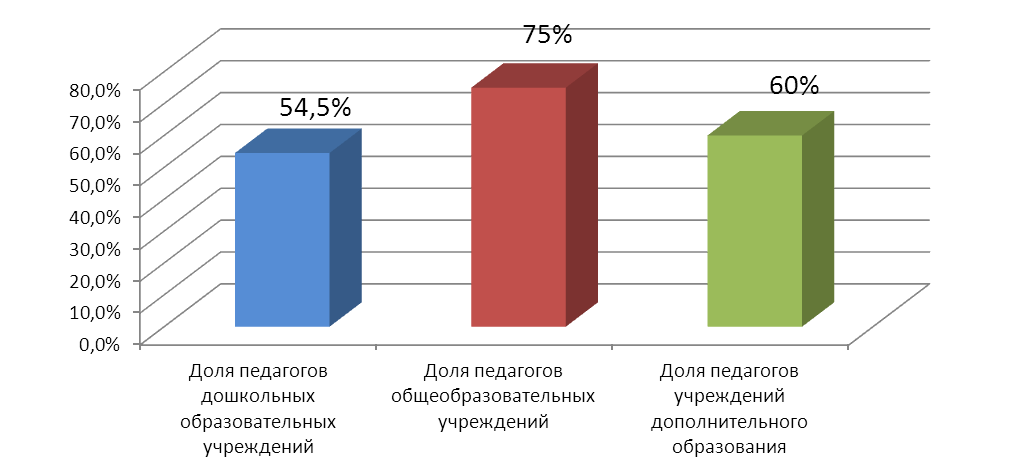 75%
60%
54,5%
80,0%
70,0%
60,0%
50,0%
40,0%
30,0%
20,0%
10,0%
0,0%
Доля педагогов
дошкольных
образовательных
учреждений
Доля педагогов
общеобразовательных
учреждений
Доля педагогов
учреждений
дополнительного
образования